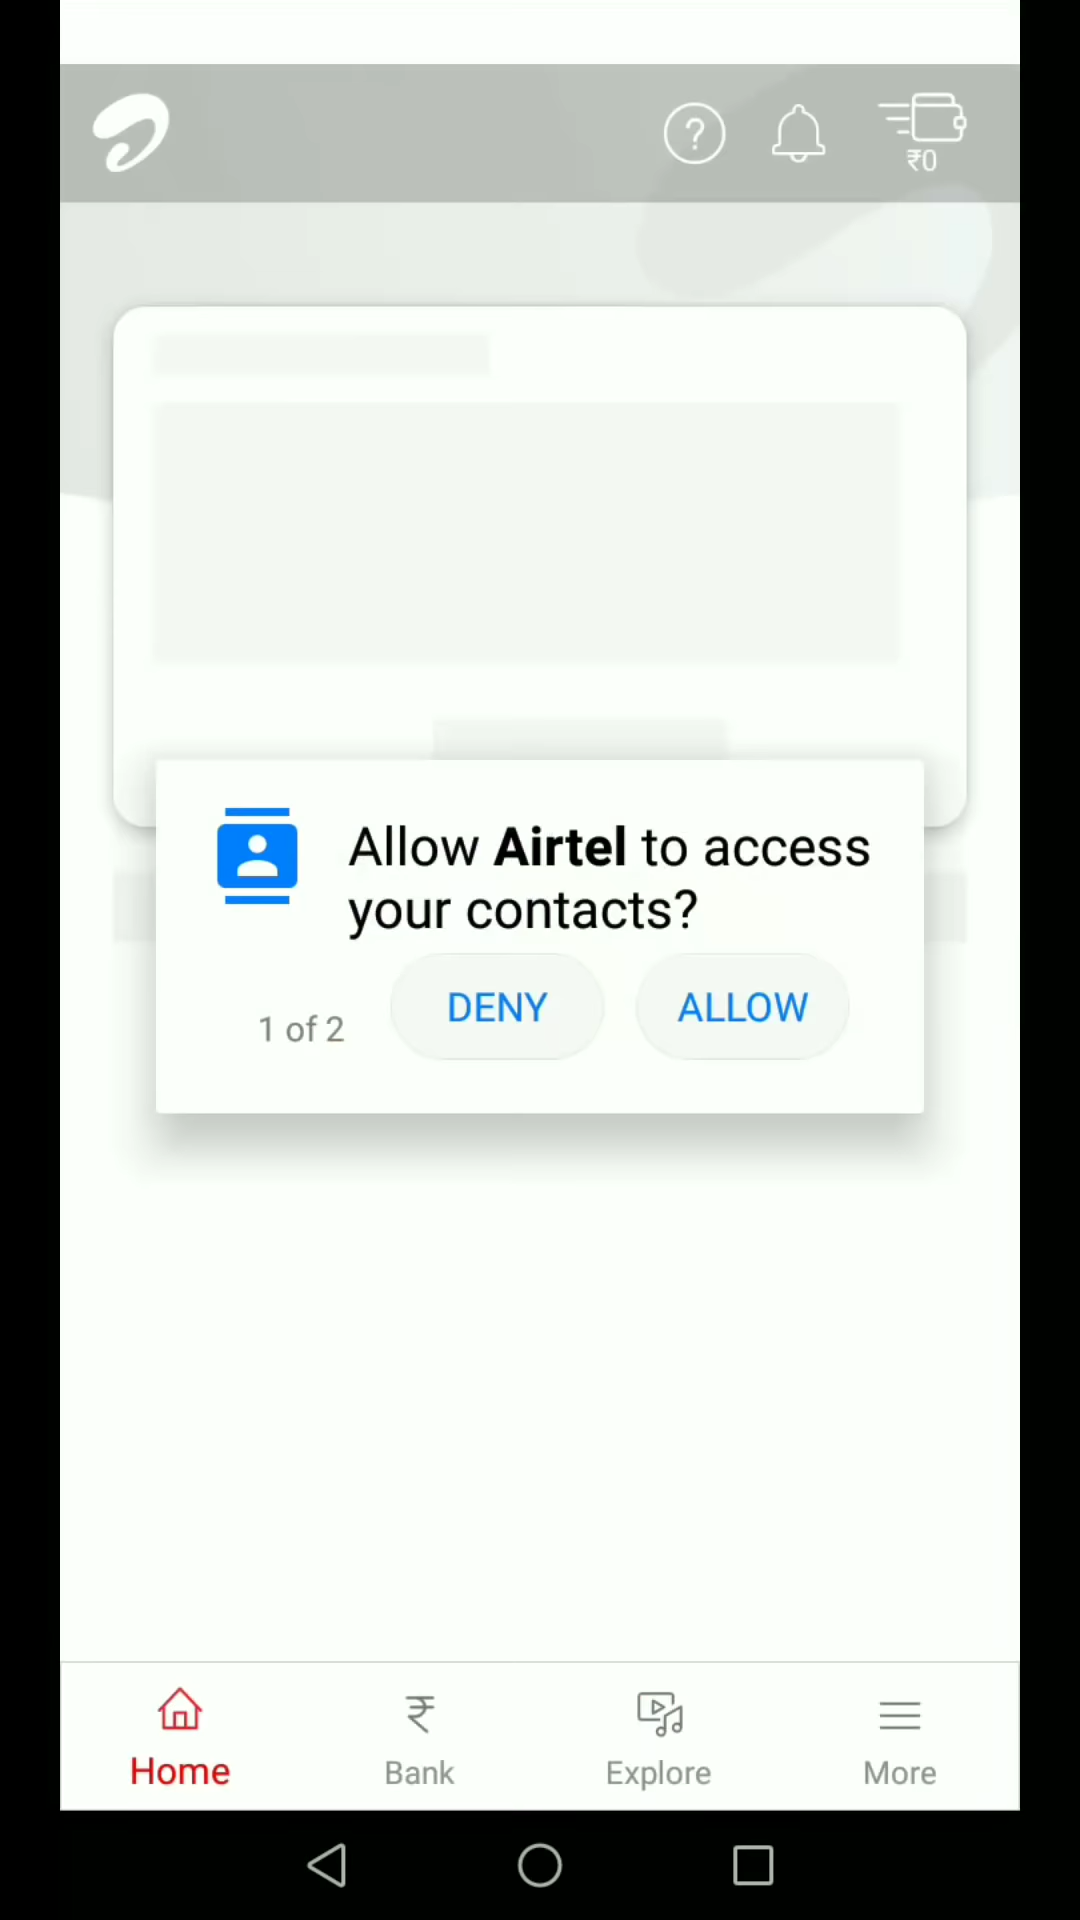 ?
₹0
Allow Airtel to access
your contacts?
1 of 2
DENY
ALLOW
Home
Bank
Explore
More